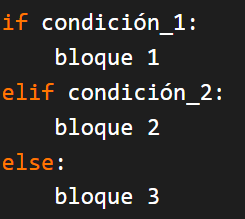 if condición_1:
    bloque 1
elif condición_2:
    bloque 2
else:
    bloque 3